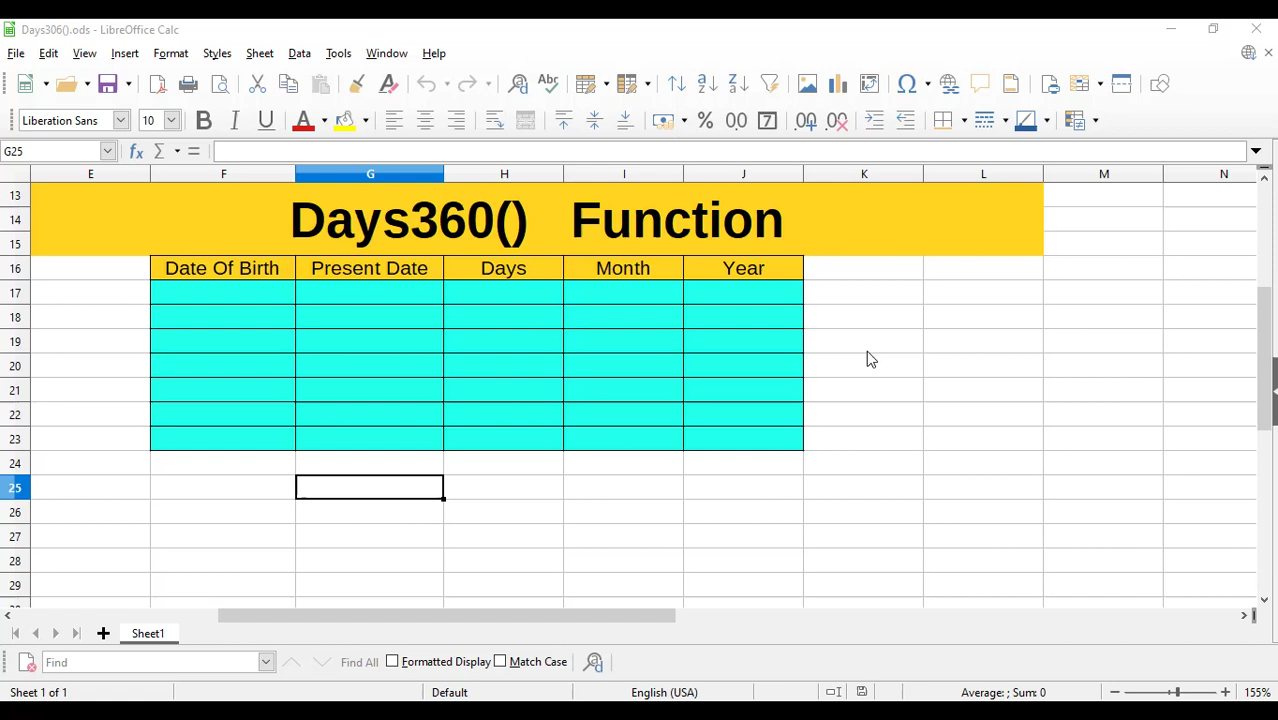 Days306().ods - LibreOffice Calc
File Edit View Insert Format Styles Sheet Data Tools Window Help
Liberation Sans 10
G25
E F G H I J K L M N
13
Days360() Function
14
15
16 Date Of Birth Present Date Days Month Year
17
18
19
20
21
22
23
24
25
26
27
28
29
Sheet1
Find Find All Formatted Display Match Case
Sheet 1 of 1 Default English (USA) Average: ; Sum: 0 155%